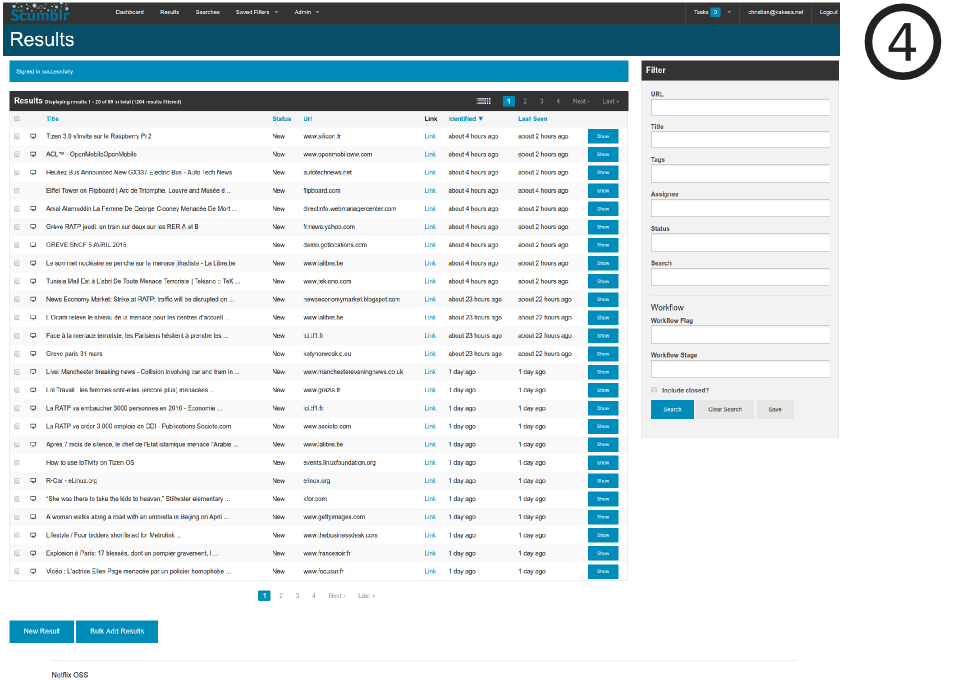 Scumblr
Dashboard Results Searches Saved Filters Admin Tasks 0 christian@kakesa.net Logout
4
Results
Signed in successfully.
Filter
Results Displaying results 1 - 25 of 89 in total (1204 results filtered) 1 2 3 4 Next › Last »
Title Status Url Link Identified ▼ Last Seen
Tizen 3.0 s'invite sur le Raspberry Pi 2 New www.silicon.fr Link about 4 hours ago about 2 hours ago Show
ACL™ - OpenMobileOpenMobile New www.openmobileww.com Link about 4 hours ago about 2 hours ago Show
Heuliez Bus Announced New GX337 Electric Bus - Auto Tech News New autotechnews.net Link about 4 hours ago about 2 hours ago Show
Eiffel Tower on Flipboard | Arc de Triomphe, Louvre and Musée d ... New flipboard.com Link about 4 hours ago about 4 hours ago Show
Amal Alamuddin La Femme De George Clooney Menacée De Mort ... New directinfo.webmanagercenter.com Link about 4 hours ago about 2 hours ago Show
Grève RATP jeudi: un train sur deux sur les RER A et B New fr.news.yahoo.com Link about 4 hours ago about 2 hours ago Show
GREVE SNCF 5 AVRIL 2016 New demo.gctlocations.com Link about 4 hours ago about 2 hours ago Show
Le sommet nucléaire se penche sur la menace jihadiste - La Libre.be New www.lalibre.be Link about 4 hours ago about 2 hours ago Show
Tunisia Mall Est à L'abri De Toute Menace Terroriste | Tekiano :: TeK ... New www.tekiano.com Link about 4 hours ago about 2 hours ago Show
News Economy Market: Strike at RATP: traffic will be disrupted on ... New newseconomymarket.blogspot.com Link about 23 hours ago about 22 hours ago Show
L'Ocam relève le niveau de la menace pour les centres d'accueil ... New www.lalibre.be Link about 23 hours ago about 22 hours ago Show
Face à la menace terroriste, les Parisiens hésitent à prendre les ... New lci.tf1.fr Link about 23 hours ago about 22 hours ago Show
Greve paris 31 mars New Link about 23 hours ago about 22 hours ago Show
Live: Manchester breaking news - Collision involving car and tram in ... New www.manchestereveningnews.co.uk Link 1 day ago 1 day ago Show
Loi Travail : les femmes sont-elles (encore plus) menacées ... New www.grazia.fr Link 1 day ago 1 day ago Show
La RATP va embaucher 3000 personnes en 2016 - Economie ... New lci.tf1.fr Link 1 day ago 1 day ago Show
La RATP va créer 3 000 emplois en CDI - Publications Societe.com New www.societe.com Link 1 day ago 1 day ago Show
Après 7 mois de silence, le chef de l'Etat islamique menace l'Arabie ... New www.lalibre.be Link 1 day ago 1 day ago Show
How to use IoTivity on Tizen OS New events.linuxfoundation.org Link 1 day ago 1 day ago Show
R-Car - eLinux.org New elinux.org Link 1 day ago 1 day ago Show
"She was there to take the kids to heaven," Stillwater elementary ... New kfor.com Link 1 day ago 1 day ago Show
A woman walks along a road with an umbrella in Beijing on April ... New www.gettyimages.com Link 1 day ago 1 day ago Show
Lifestyle / Four bidders shortlisted for Metrolink ... New www.thebusinessdesk.com Link 1 day ago 1 day ago Show
Explosion à Paris: 17 blessés, dont un pompier gravement, l ... New www.francesoir.fr Link 1 day ago 1 day ago Show
Vidéo : L'actrice Ellen Page menacée par un policier homophobe ... New www.focusur.fr Link 1 day ago 1 day ago Show
1 2 3 4 Next › Last »
New Result Bulk Add Results
URL
Title
Tags
Assignee
Status
Search
Workflow
Workflow Flag
Workflow Stage
Include closed?
Search Clear Search Save
Netflix OSS